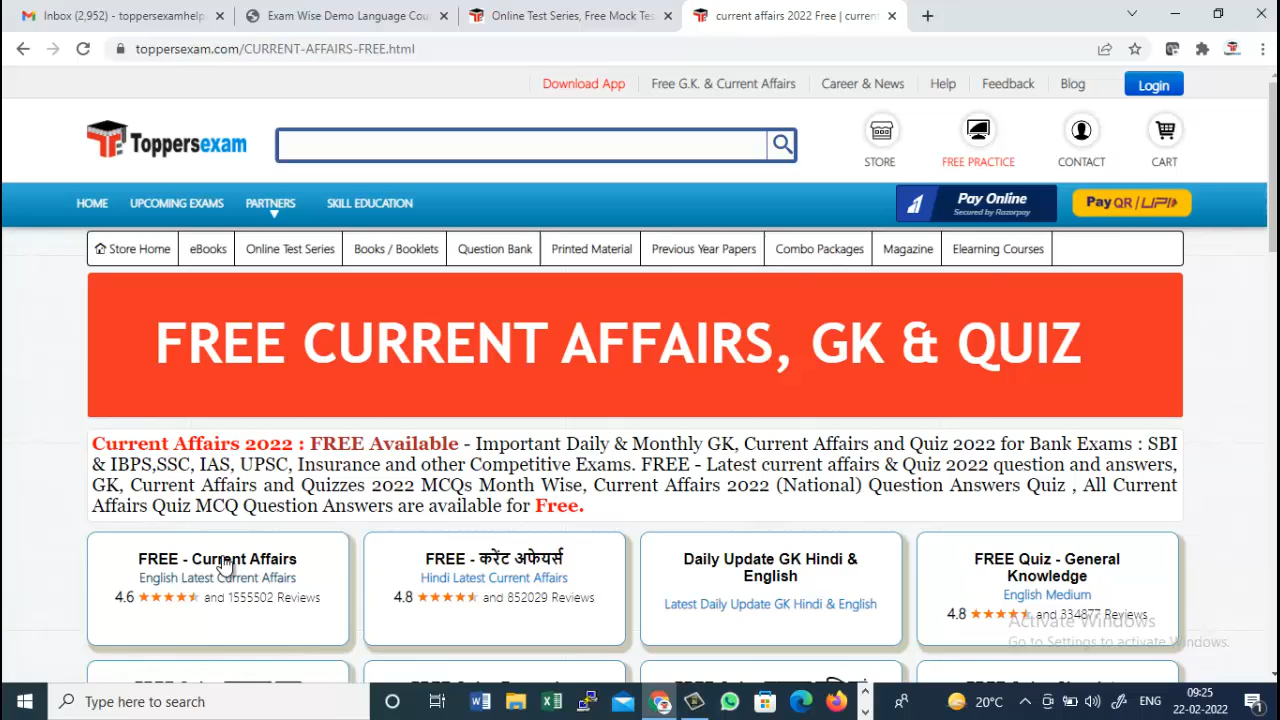 Inbox (2,952) - toppersexamhelp
Exam Wise Demo Language Cou
Online Test Series, Free Mock Tes
current affairs 2022 Free | current
toppersexam.com/CURRENT-AFFAIRS-FREE.html
Download App
Free G.K. & Current Affairs
Career & News
Help
Feedback
Blog
Login
Toppersexam
STORE
FREE PRACTICE
CONTACT
CART
HOME
UPCOMING EXAMS
PARTNERS
SKILL EDUCATION
Pay Online
Secured by Razorpay
Pay QR / UPI
Store Home
eBooks
Online Test Series
Books / Booklets
Question Bank
Printed Material
Previous Year Papers
Combo Packages
Magazine
Elearning Courses
FREE CURRENT AFFAIRS, GK & QUIZ
Current Affairs 2022 : FREE Available - Important Daily & Monthly GK, Current Affairs and Quiz 2022 for Bank Exams : SBI
& IBPS,SSC, IAS, UPSC, Insurance and other Competitive Exams. FREE - Latest current affairs & Quiz 2022 question and answers,
GK, Current Affairs and Quizzes 2022 MCQs Month Wise, Current Affairs 2022 (National) Question Answers Quiz , All Current
Affairs Quiz MCQ Question Answers are available for Free.
FREE - Current Affairs
English Latest Current Affairs
4.6 and 1555502 Reviews
FREE - करेंट अफेयर्स
Hindi Latest Current Affairs
4.8 and 852029 Reviews
Daily Update GK Hindi &
English
Latest Daily Update GK Hindi & English
FREE Quiz - General
Knowledge
English Medium
4.8 and 334877 Reviews
Activate Windows
Go to Settings to activate Windows.
Type here to search
20°C
ENG
09:25
22-02-2022